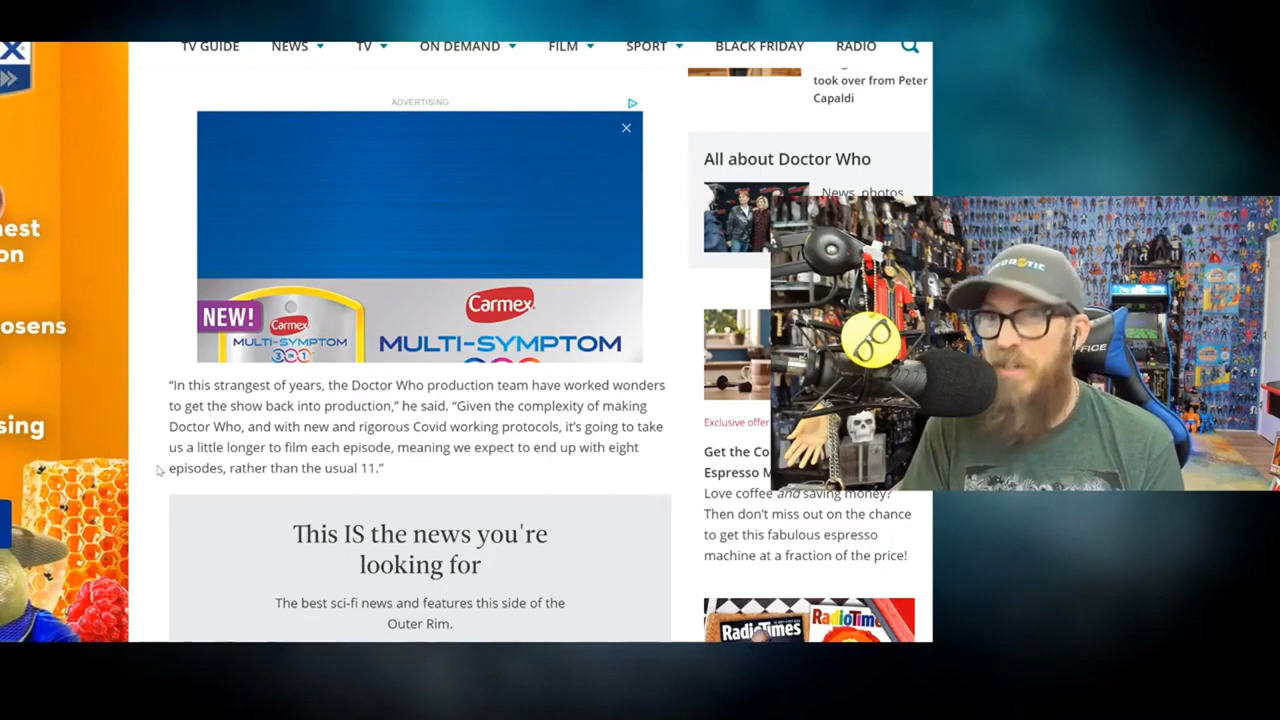 X
TV GUIDE NEWS TV ON DEMAND FILM SPORT BLACK FRIDAY RADIO
took over from Peter
Capaldi
ADVERTISING
All about Doctor Who
News, photos
NEW!
Carmex
MULTI-SYMPTOM
3 IN 1
Carmex
MULTI-SYMPTOM
OFFICE
“In this strangest of years, the Doctor Who production team have worked wonders
to get the show back into production,” he said. “Given the complexity of making
Doctor Who, and with new and rigorous Covid working protocols, it’s going to take
us a little longer to film each episode, meaning we expect to end up with eight
episodes, rather than the usual 11.”
Exclusive offer
Get the Co
Espresso M
Love coffee and saving money?
Then don’t miss out on the chance
to get this fabulous espresso
machine at a fraction of the price!
This IS the news you're
looking for
The best sci-fi news and features this side of the
Outer Rim.
RadioTimes
RadioTime
nest
on
osens
sing